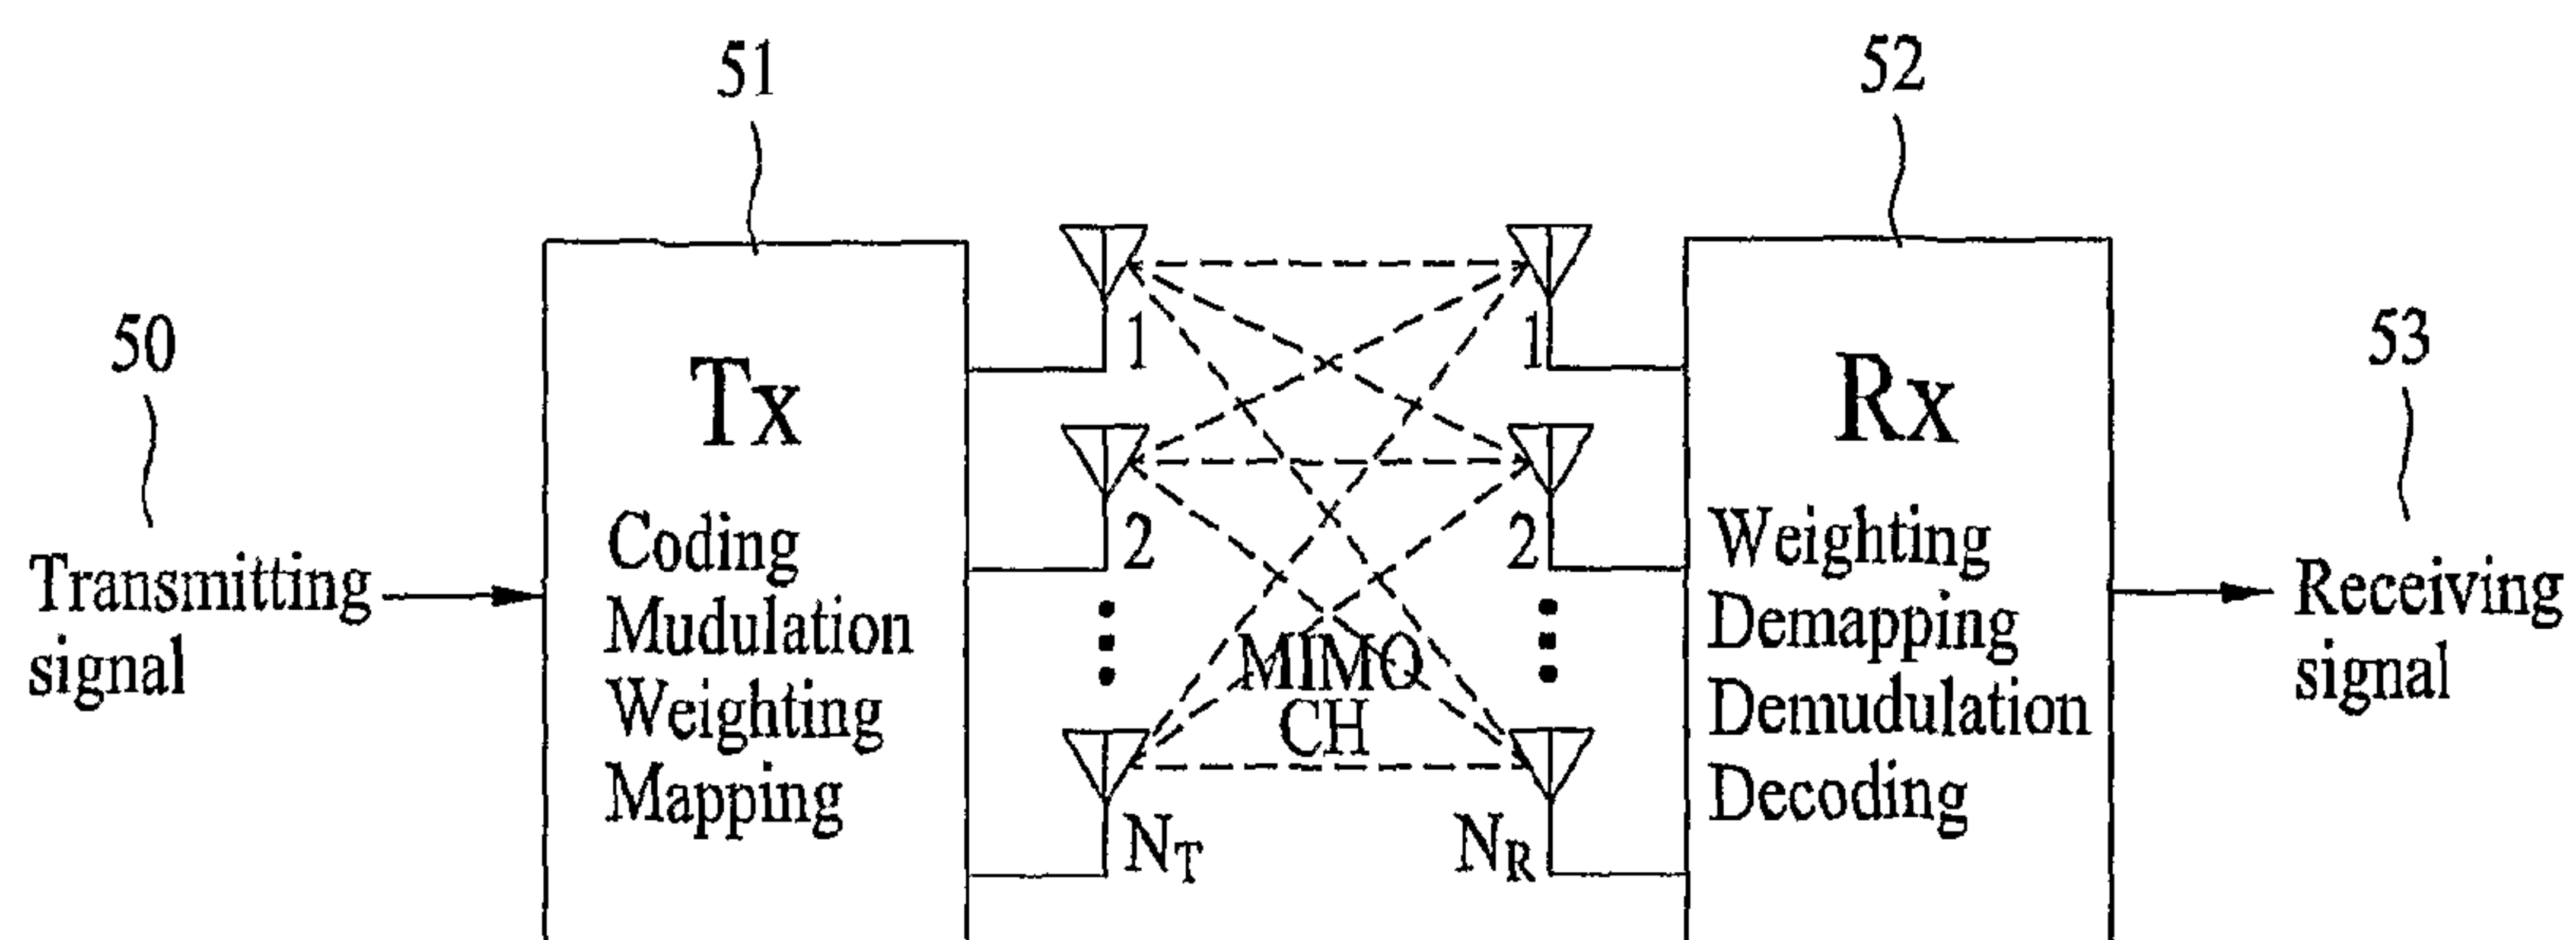 51
52
50
53
Tx
Rx
1
1
2
2
Transmitting
signal
Coding
Mudulation
Weighting
Mapping
MIMO
CH
Weighting
Demapping
Demudulation
Decoding
Receiving
signal
NT
NR